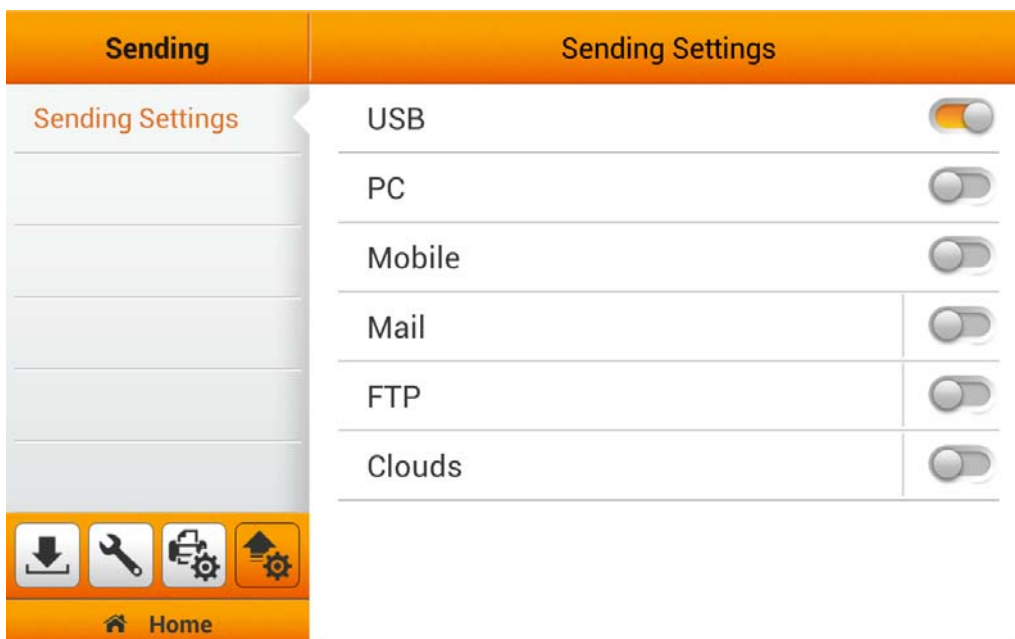 Sending
Sending Settings
Sending Settings
USB
PC
Mobile
Mail
FTP
Clouds
Home